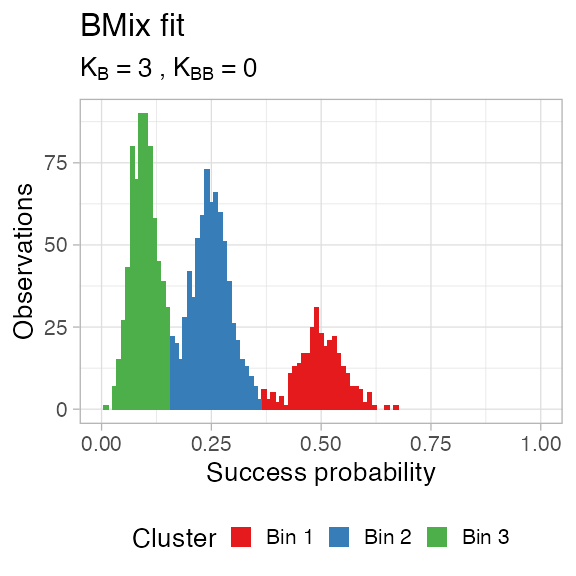 BMix fit
K_B = 3 , K_BB = 0
75
50
25
0
Observations
0.00 0.25 0.50 0.75 1.00
Success probability
Cluster Bin 1 Bin 2 Bin 3